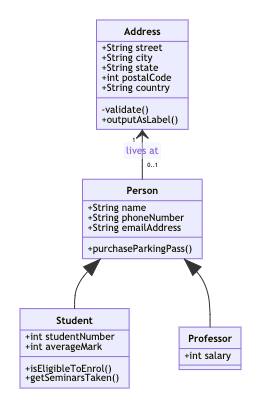 Address
+String street
+String city
+String state
+int postalCode
+String country
-validate()
+outputAsLabel()
1
lives at
0..1
Person
+String name
+String phoneNumber
+String emailAddress
+purchaseParkingPass()
Student
+int studentNumber
+int averageMark
+isEligibleToEnrol()
+getSeminarsTaken()
Professor
+int salary